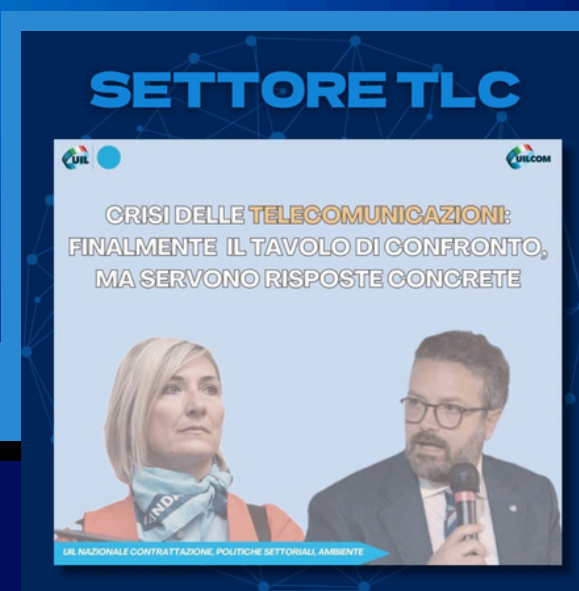 SETTORE TLC
UIL
UILCOM
CRISI DELLE TELECOMUNICAZIONI:
FINALMENTE IL TAVOLO DI CONFRONTO,
MA SERVONO RISPOSTE CONCRETE
INDA
UIL NAZIONALE CONTRATTAZIONE, POLITICHE SETTORIALI, AMBIENTE